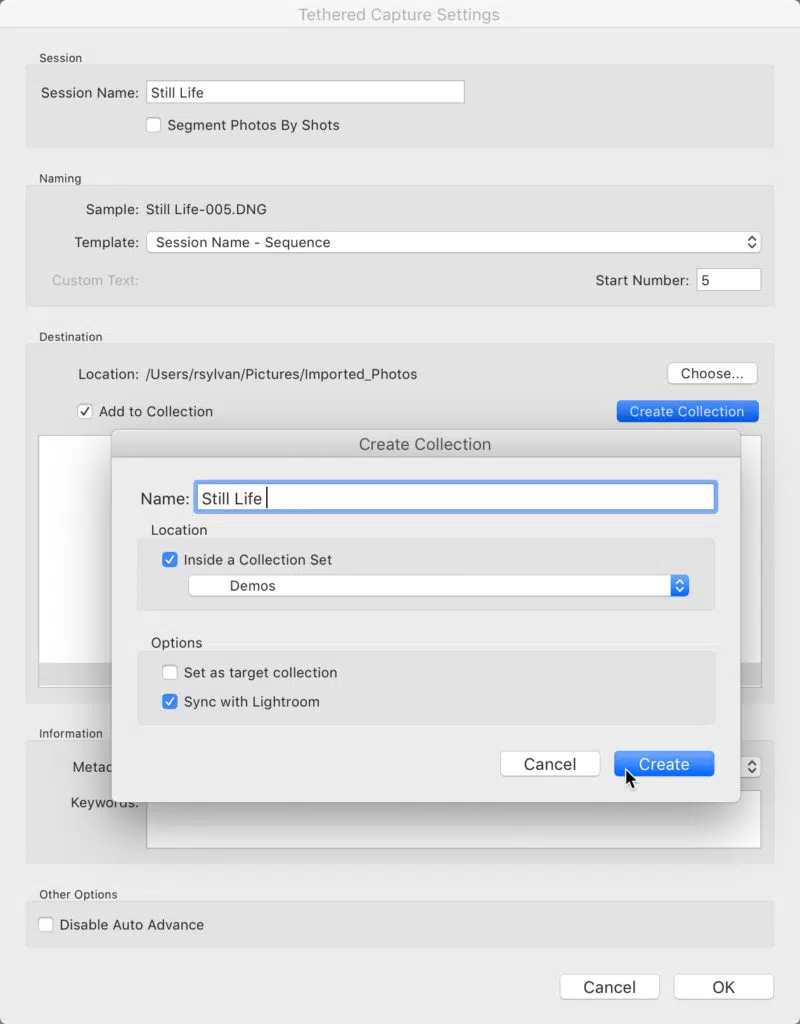 Tethered Capture Settings
Session
Session Name: Still Life
Segment Photos By Shots
Naming
Sample: Still Life-005.DNG
Template: Session Name - Sequence
Custom Text: Start Number: 5
Destination
Location: /Users/rsylvan/Pictures/Imported_Photos Choose...
Add to Collection Create Collection
Create Collection
Name: Still Life
Location
Inside a Collection Set
Demos
Options
Set as target collection
Sync with Lightroom
Cancel Create
Information
Keywords:
Other Options
Disable Auto Advance
Cancel OK